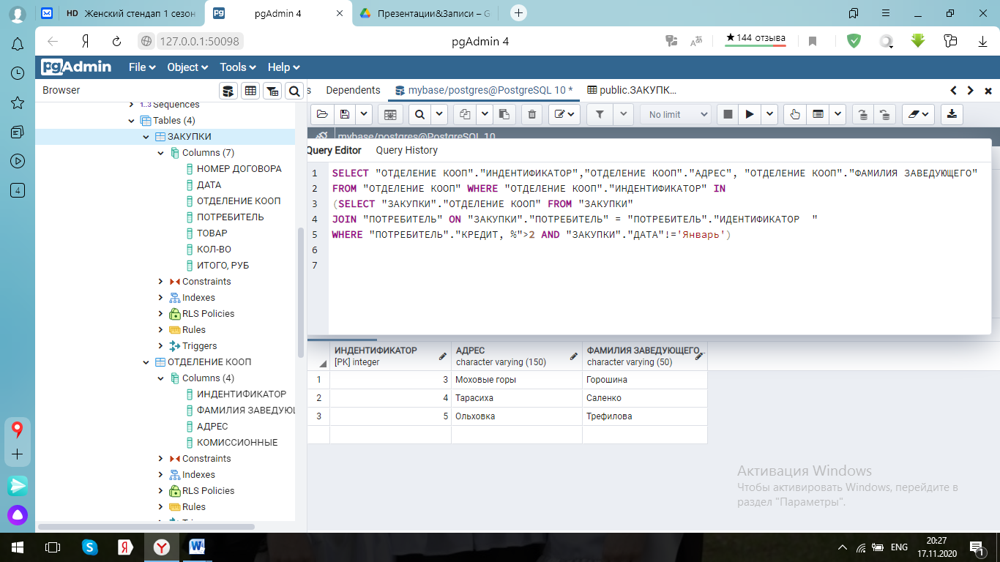 HD Женский стендап 1 сезон
pgAdmin 4
Презентации&Записи – G
127.0.0.1:50098
pgAdmin 4
★144 отзыва
pgAdmin
File
Object
Tools
Help
Browser
s
Dependents
mybase/postgres@PostgreSQL 10 *
public.ЗАКУПК...
No limit
mybase/postgres@PostgreSQL 10
1..3 Sequences
Tables (4)
ЗАКУПКИ
Columns (7)
НОМЕР ДОГОВОРА
ДАТА
ОТДЕЛЕНИЕ КООП
ПОТРЕБИТЕЛЬ
ТОВАР
КОЛ-ВО
ИТОГО, РУБ
Constraints
Indexes
RLS Policies
Rules
Triggers
ОТДЕЛЕНИЕ КООП
Columns (4)
ИНДЕНТИФИКАТОР
ФАМИЛИЯ ЗАВЕДУЮЩ
АДРЕС
КОМИССИОННЫЕ
Constraints
Indexes
RLS Policies
Rules
Query Editor
Query History
1 SELECT "ОТДЕЛЕНИЕ КООП"."ИНДЕНТИФИКАТОР","ОТДЕЛЕНИЕ КООП"."АДРЕС", "ОТДЕЛЕНИЕ КООП"."ФАМИЛИЯ ЗАВЕДУЮЩЕГО"
2 FROM "ОТДЕЛЕНИЕ КООП" WHERE "ОТДЕЛЕНИЕ КООП"."ИНДЕНТИФИКАТОР" IN
3 (SELECT "ЗАКУПКИ"."ОТДЕЛЕНИЕ КООП" FROM "ЗАКУПКИ"
4 JOIN "ПОТРЕБИТЕЛЬ" ON "ЗАКУПКИ"."ПОТРЕБИТЕЛЬ" = "ПОТРЕБИТЕЛЬ"."ИДЕНТИФИКАТОР  "
5 WHERE "ПОТРЕБИТЕЛЬ"."КРЕДИТ, %">2 AND "ЗАКУПКИ"."ДАТА"!='Январь')
6
7
ИНДЕНТИФИКАТОР АДРЕС ФАМИЛИЯ ЗАВЕДУЮЩЕГО
[PK] integer character varying (150) character varying (50)
1 3 Моховые горы Горошина
2 4 Тарасиха Саленко
3 5 Ольховка Трефилова
Активация Windows
Чтобы активировать Windows, перейдите в
раздел "Параметры".
4
ENG
20:27
17.11.2020
1